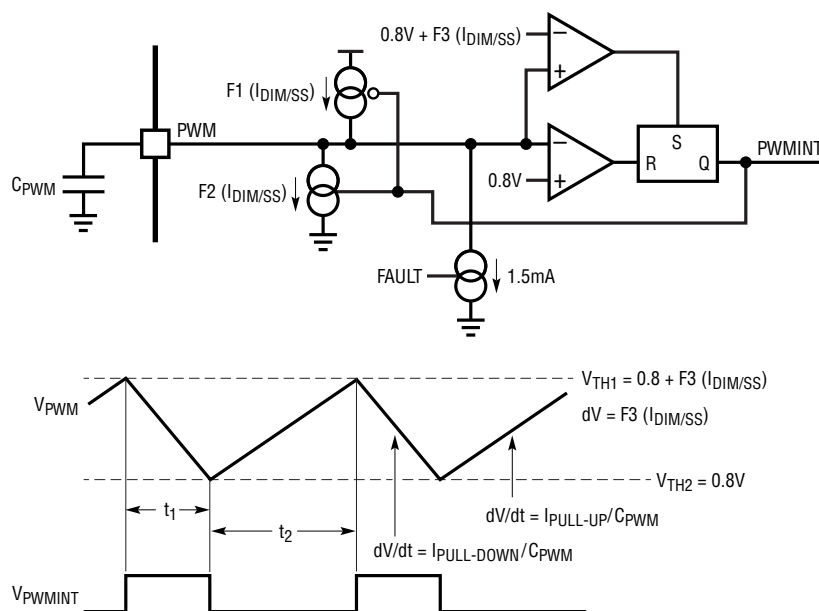 0.8V + F3 (IDIM/SS)
F1 (IDIM/SS)
PWM
S
R
Q
PWMINT
CPWM
F2 (IDIM/SS)
0.8V
FAULT
1.5mA
VTH1 = 0.8 + F3 (IDIM/SS)
VPWM
dV = F3 (IDIM/SS)
VTH2 = 0.8V
t1
t2
dV/dt = IPULL-UP/CPWM
dV/dt = IPULL-DOWN/CPWM
VPWMINT